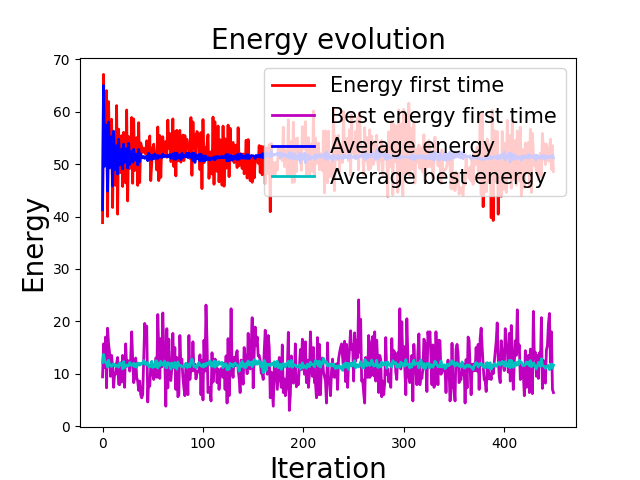 Energy evolution
70
60
50
40
30
20
10
0
Energy
Energy first time
Best energy first time
Average energy
Average best energy
0 100 200 300 400
Iteration